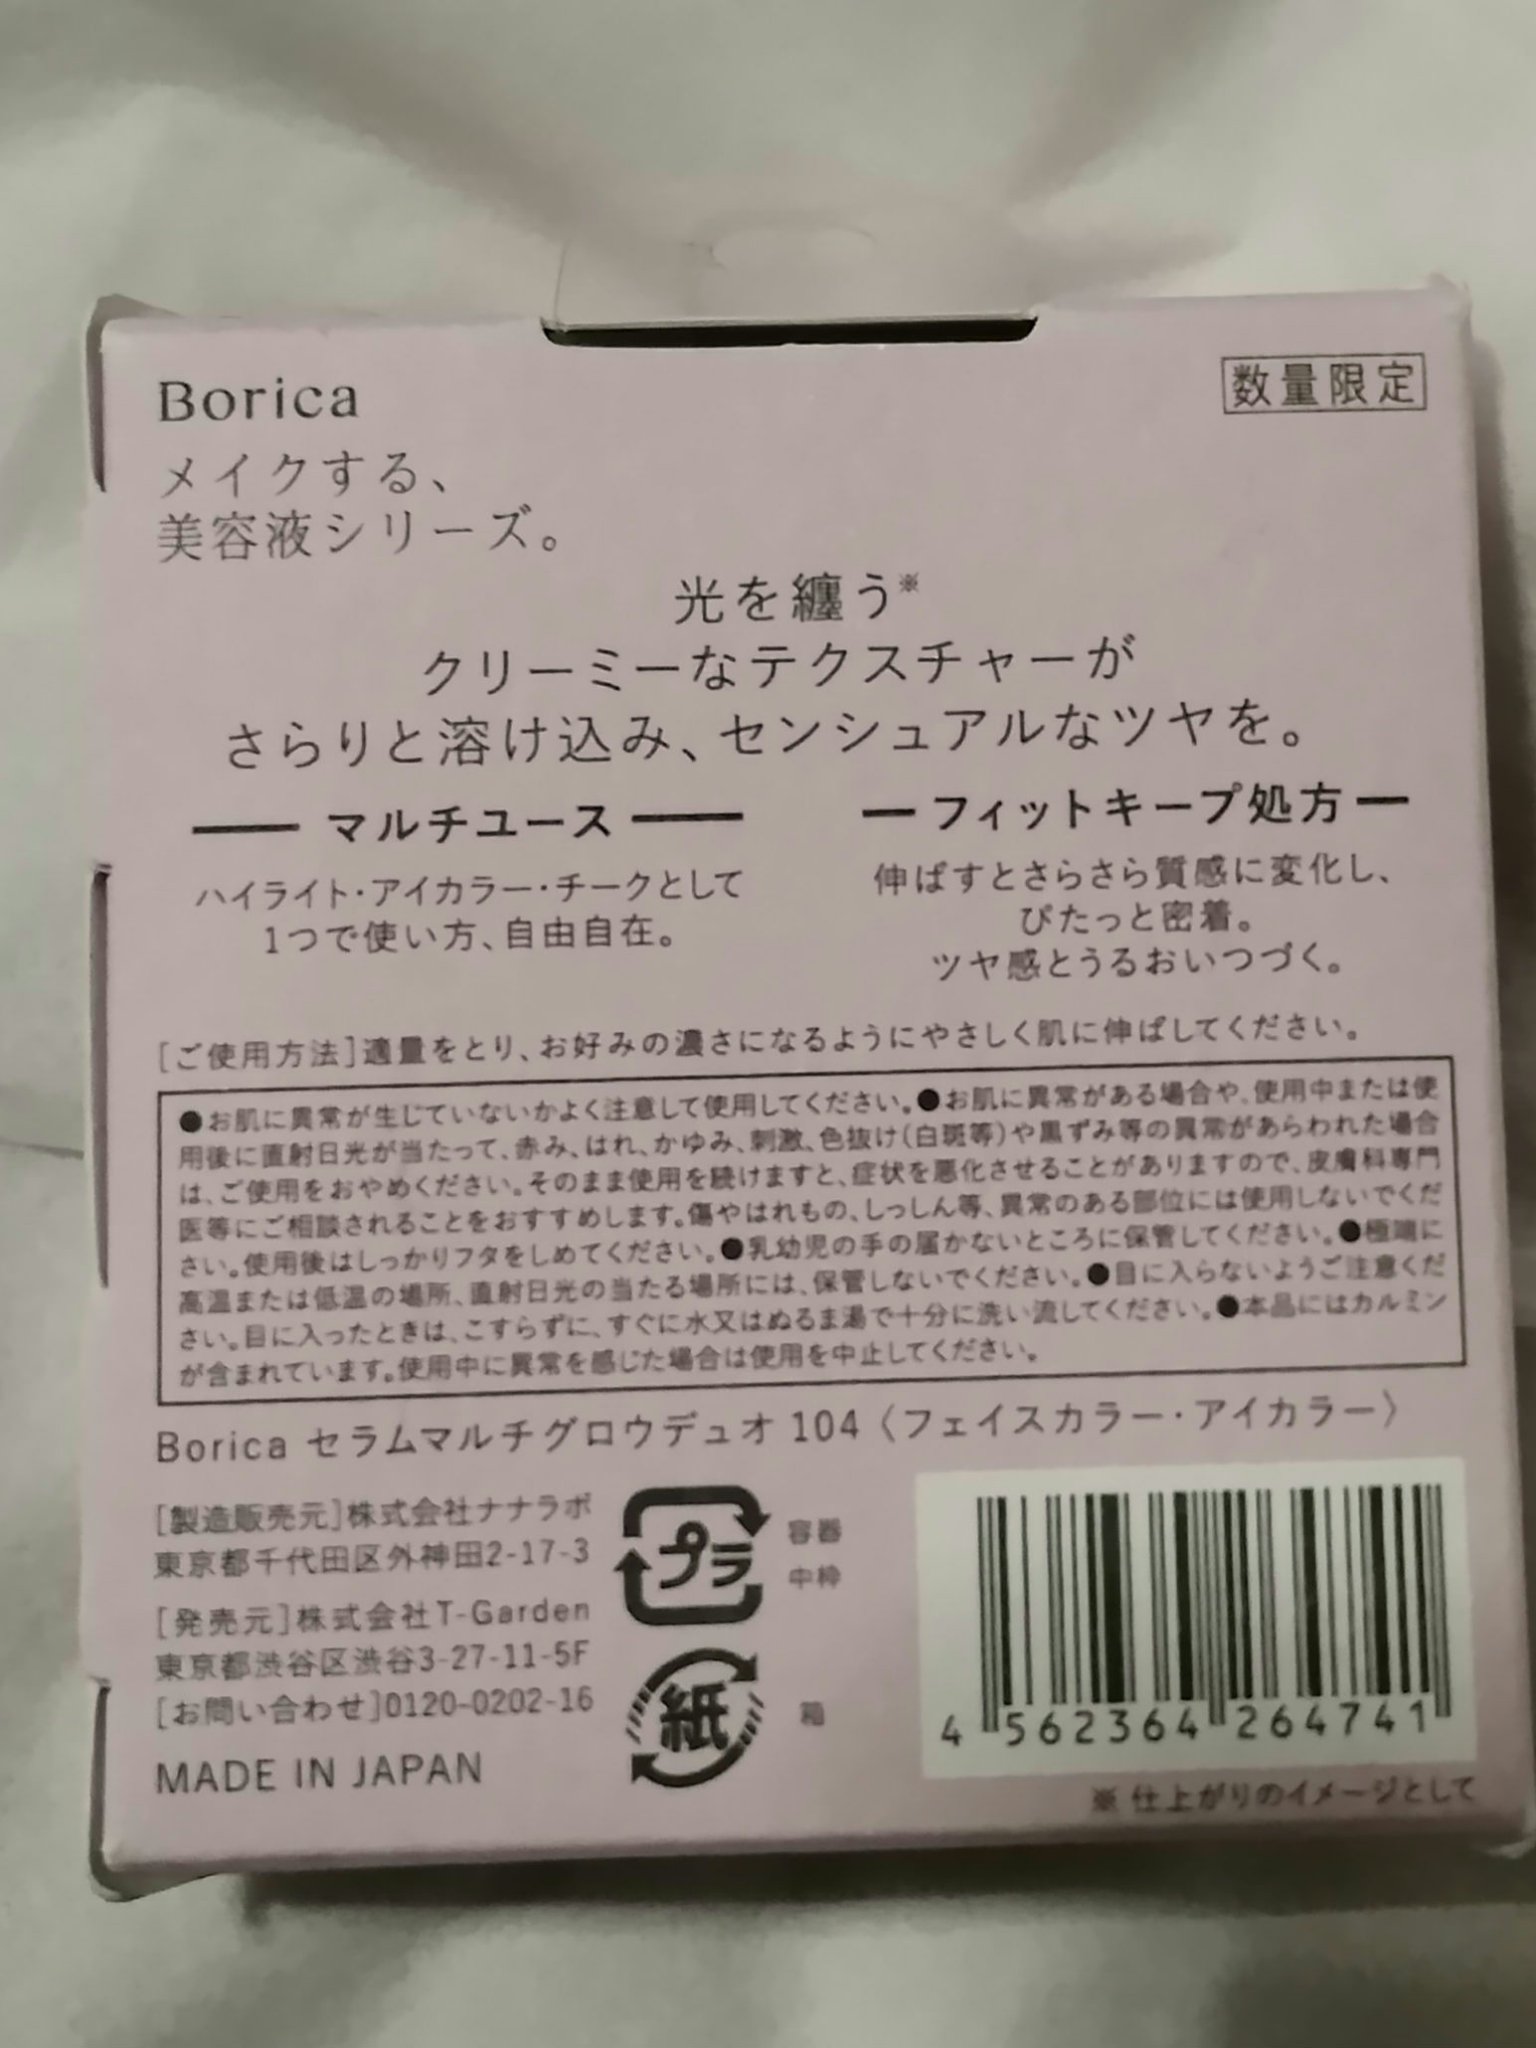 Borica
数量限定
メイクする、
美容液シリーズ。
光を纏う※
クリーミーなテクスチャーが
さらりと溶け込み、センシュアルなツヤを。
マルチユース
ハイライト・アイカラー・チークとして
1つで使い方、自由自在。
フィットキープ処方
伸ばすとさらさら質感に変化し、
ぴたっと密着。
ツヤ感とうるおいつづく。
[ご使用方法]適量をとり、お好みの濃さになるようにやさしく肌に伸ばしてください。
●お肌に異常が生じていないかよく注意して使用してください。●お肌に異常がある場合や、使用中または使
用後に直射日光が当たって、赤み、はれ、かゆみ、刺激、色抜け(白斑等)や黒ずみ等の異常があらわれた場合
は、ご使用をおやめください。そのまま使用を続けますと、症状を悪化させることがありますので、皮膚科専門
医等にご相談されることをおすすめします。傷やはれもの、しっしん等、異常のある部位には使用しないでくだ
さい。使用後はしっかりフタをしめてください。●乳幼児の手の届かないところに保管してください。●極端に
高温または低温の場所、直射日光の当たる場所には、保管しないでください。●目に入らないようご注意くだ
さい。目に入ったときは、こすらずに、すぐに水又はぬるま湯で十分に洗い流してください。●本品にはカルミン
が含まれています。使用中に異常を感じた場合は使用を中止してください。
Borica セラムマルチグロウデュオ 104〈フェイスカラー・アイカラー〉
[製造販売元]株式会社ナナラボ
東京都千代田区外神田2-17-3
[発売元]株式会社T-Garden
東京都渋谷区渋谷3-27-11-5F
[お問い合わせ]0120-0202-16
MADE IN JAPAN
プラ
容器
中枠
紙
箱
4 562364 264741
※仕上がりのイメージとして